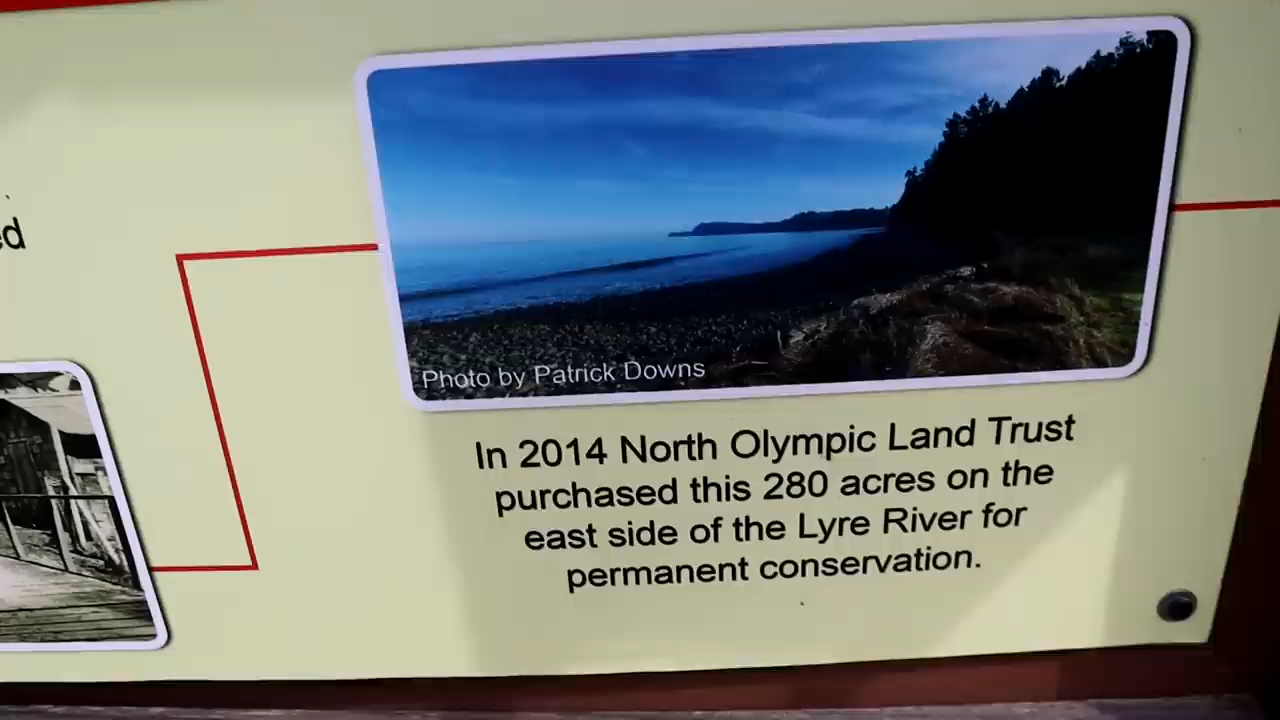 Photo by Patrick Downs
In 2014 North Olympic Land Trust
purchased this 280 acres on the
east side of the Lyre River for
permanent conservation.